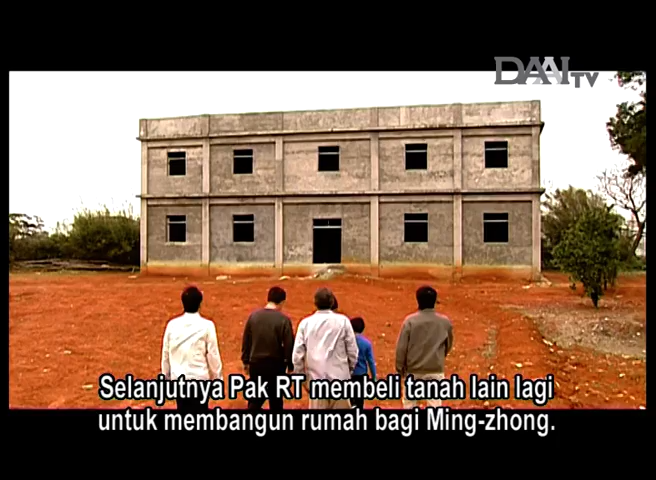 DAAI TV
Selanjutnya Pak RT membeli tanah lain lagi
untuk membangun rumah bagi Ming-zhong.